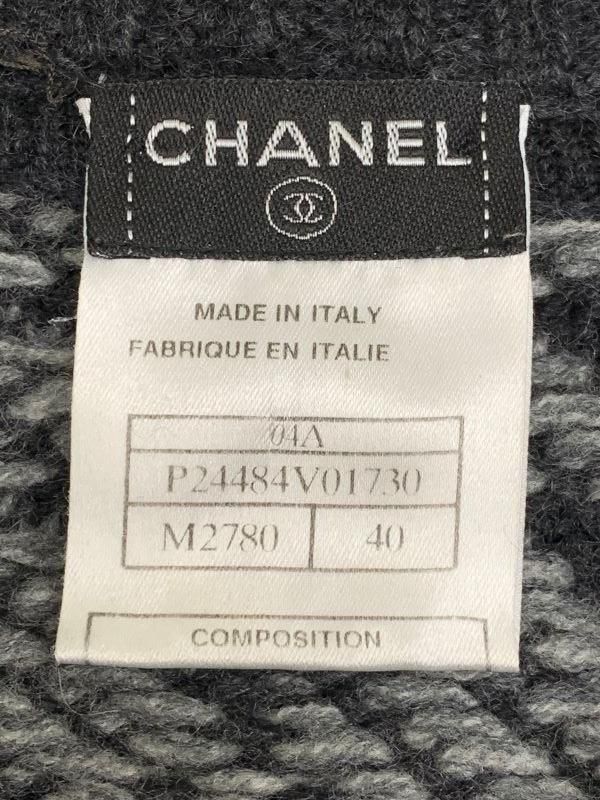 CHANEL
MADE IN ITALY
FABRIQUE EN ITALIE
04A
P24484V01730
M2780 40
COMPOSITION